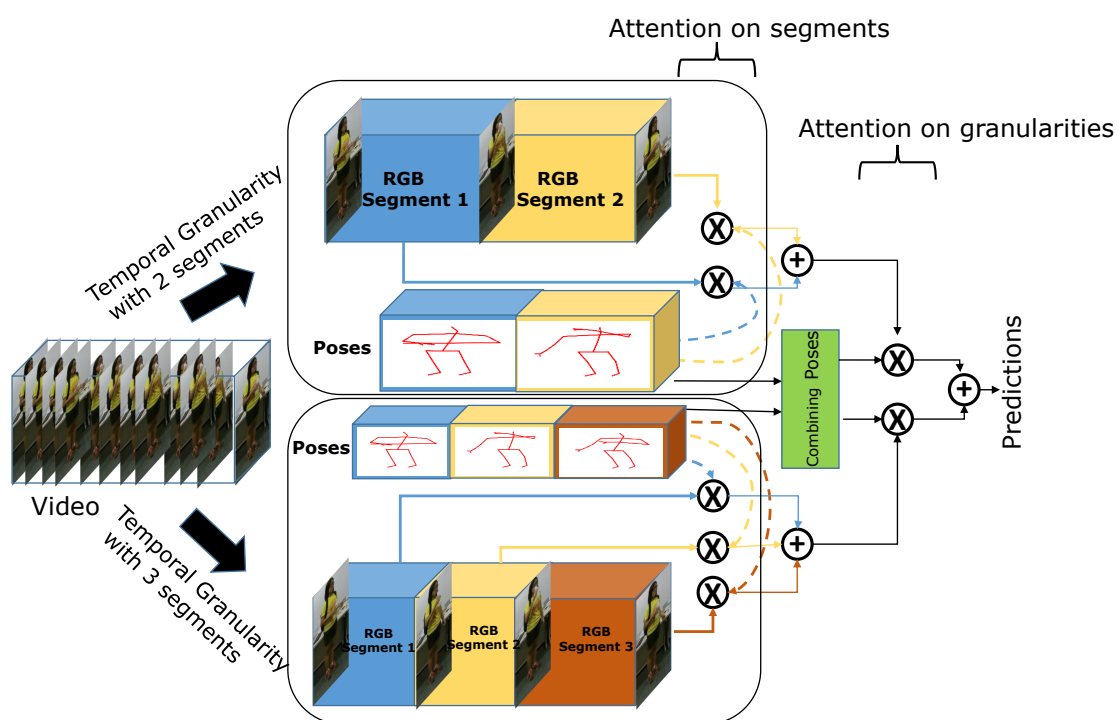 Attention on segments
Attention on granularities
Temporal Granularity
with 2 segments
RGB
Segment 1
RGB
Segment 2
X
X
+
Poses
Combining Poses
X
X
+
Predictions
Poses
Video
Temporal Granularity
with 3 segments
X
X
X
+
RGB
Segment 1
RGB
Segment 2
RGB
Segment 3